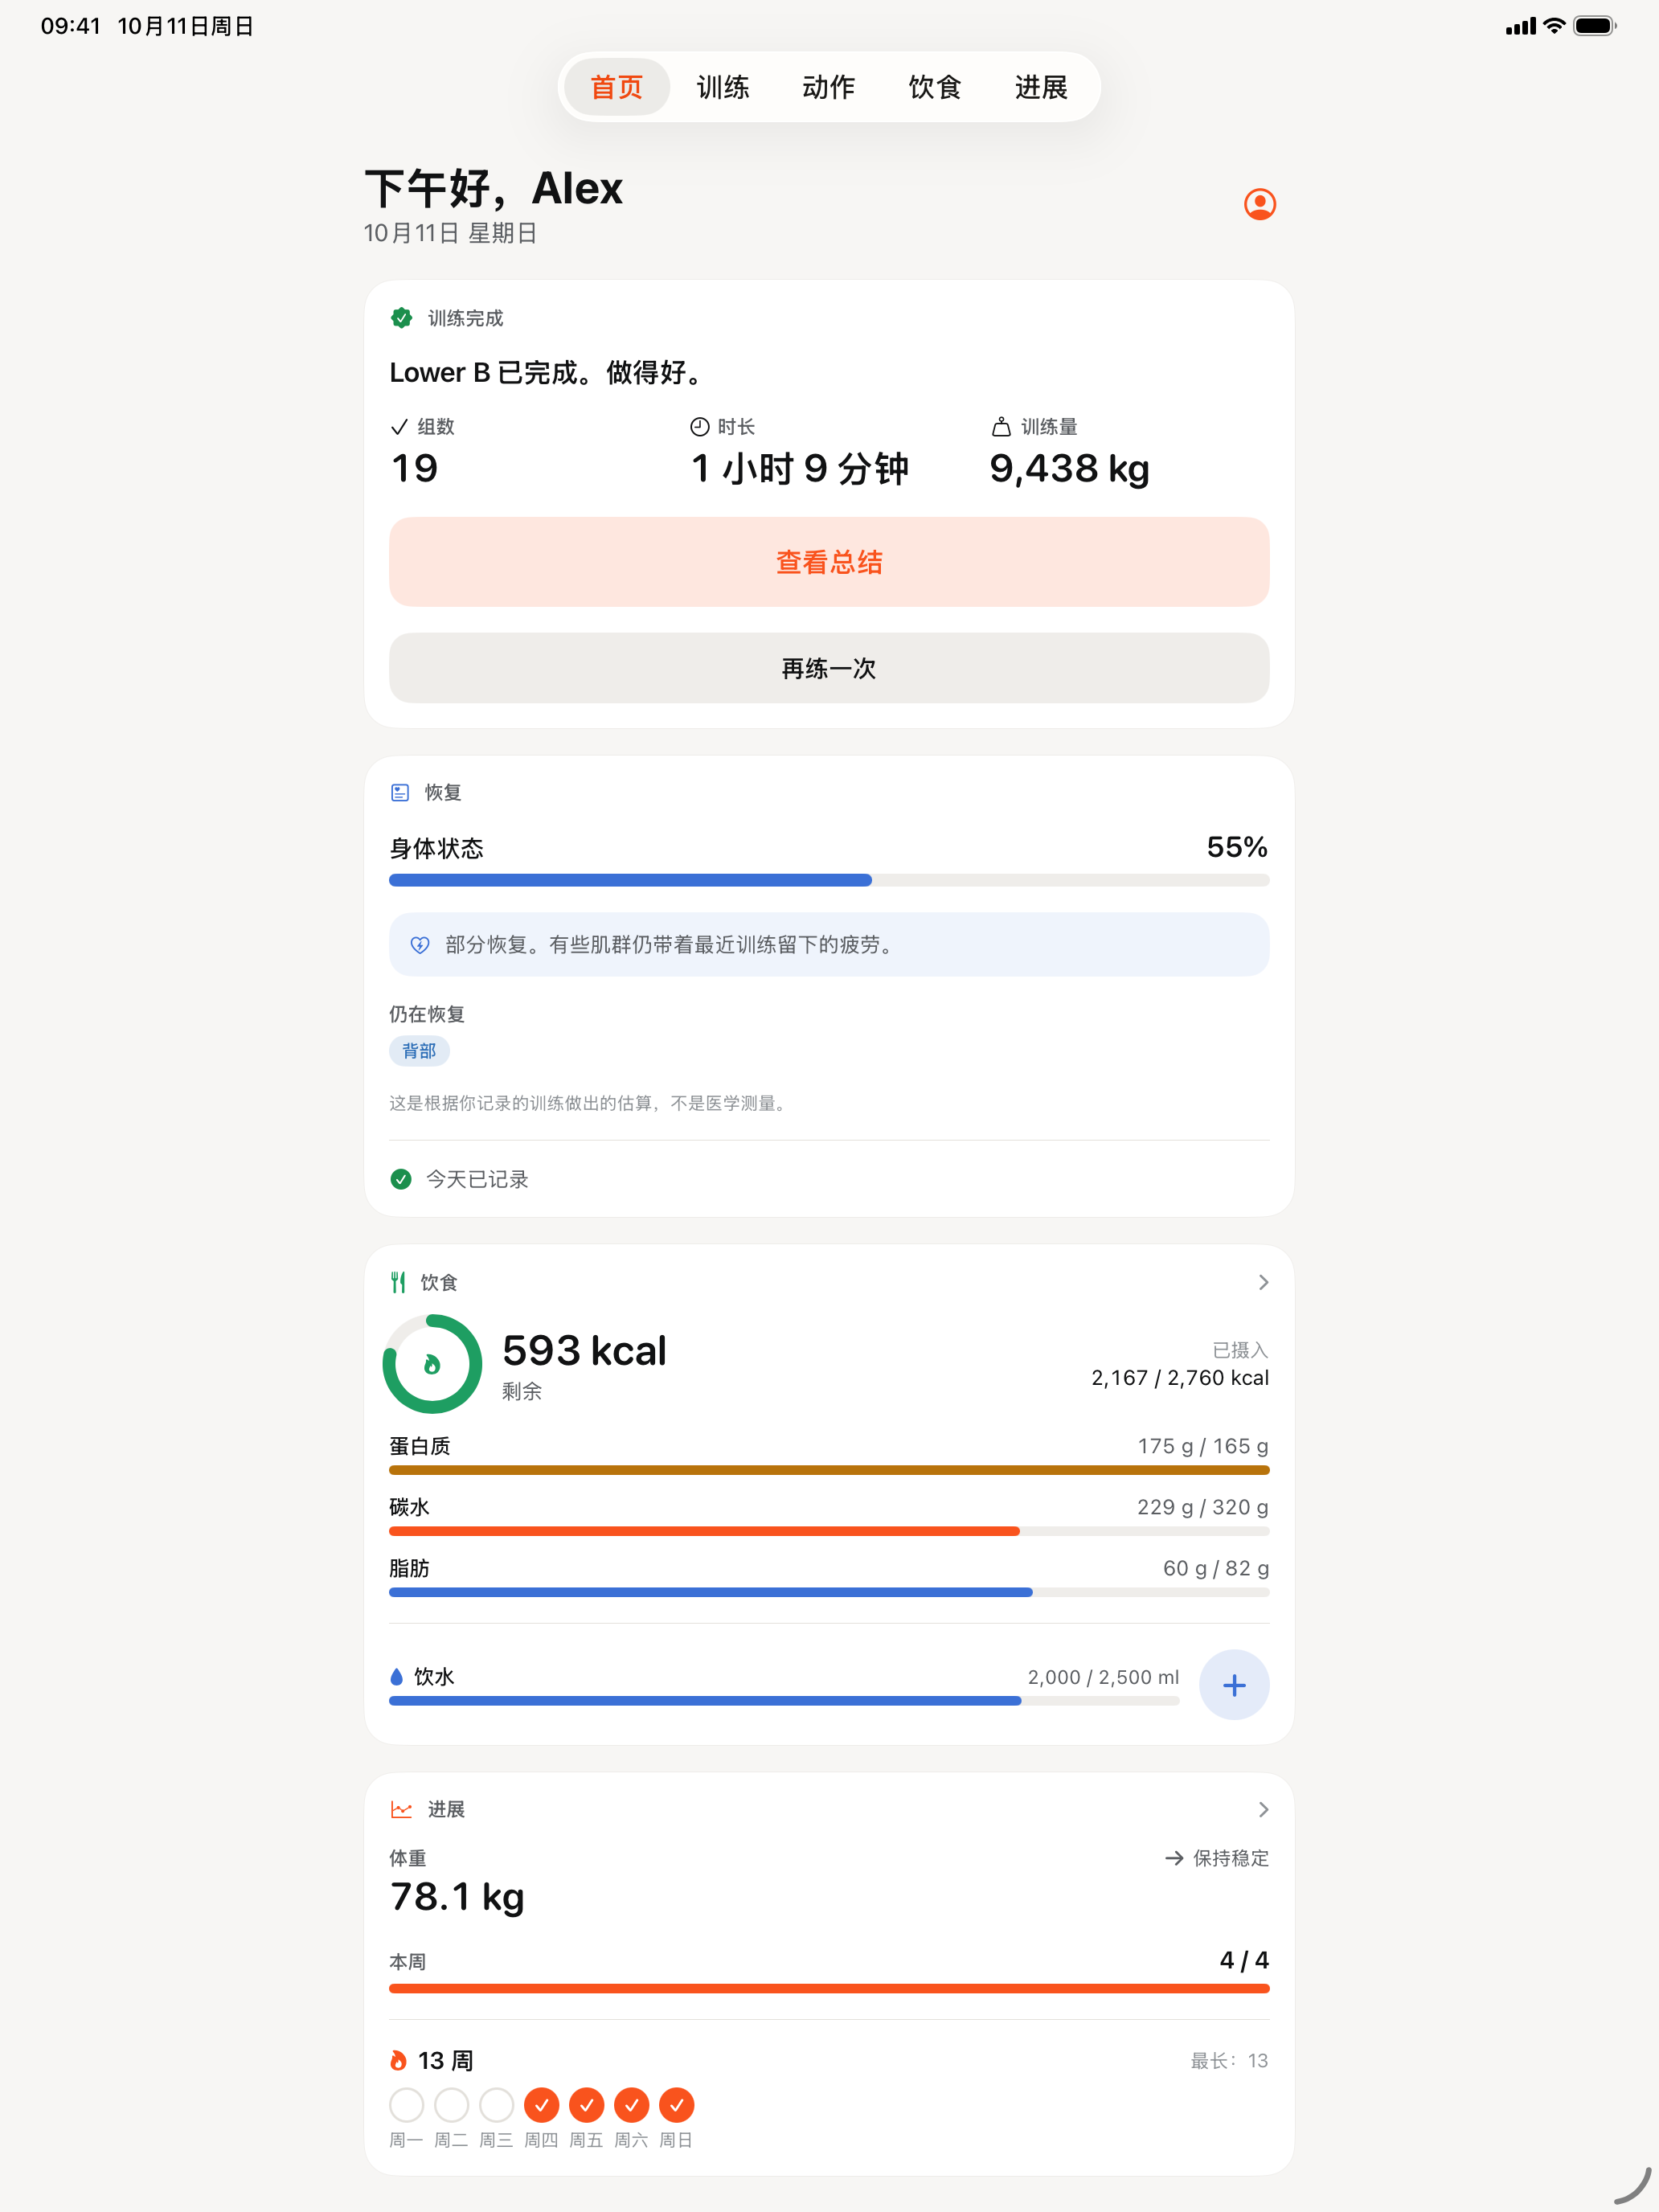 09:41 10月11日周日
首页 训练 动作 饮食 进展
下午好，Alex
10月11日 星期日
训练完成
Lower B 已完成。做得好。
组数 时长 训练量
19 1 小时 9 分钟 9,438 kg
查看总结
再练一次
恢复
身体状态 55%
部分恢复。有些肌群仍带着最近训练留下的疲劳。
仍在恢复
背部
这是根据你记录的训练做出的估算，不是医学测量。
今天已记录
饮食
593 kcal 已摄入
剩余 2,167 / 2,760 kcal
蛋白质 175 g / 165 g
碳水 229 g / 320 g
脂肪 60 g / 82 g
饮水 2,000 / 2,500 ml
进展
体重 保持稳定
78.1 kg
本周 4 / 4
13 周 最长：13
周一 周二 周三 周四 周五 周六 周日